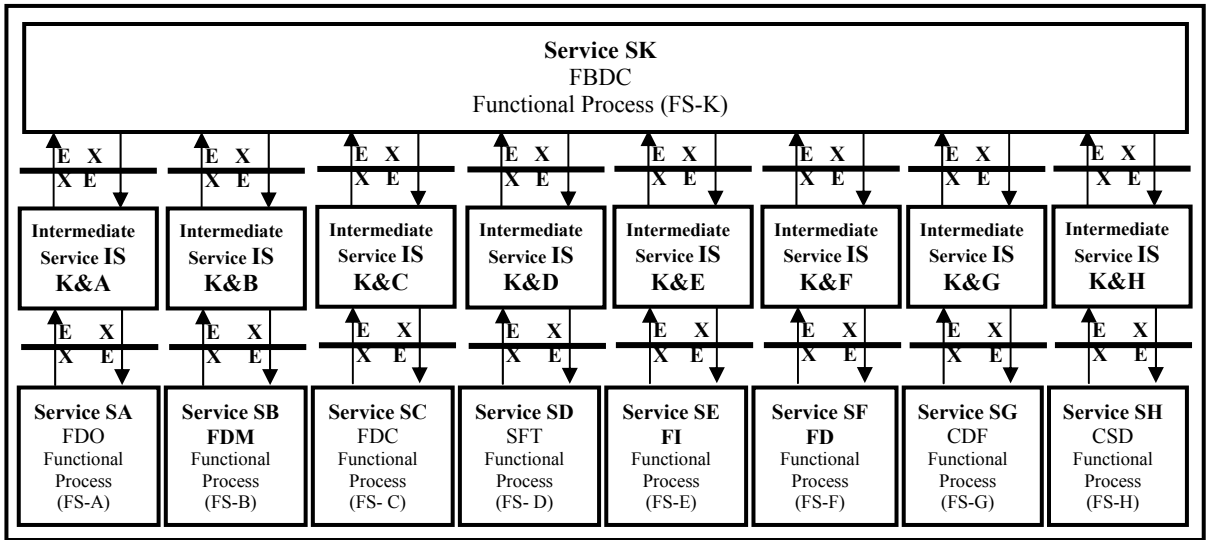 Service SK
FBDC
Functional Process (FS-K)
E X E X E X E X E X E X E X E X
X E X E X E X E X E X E X E X E
Intermediate
Service IS
K&A
Intermediate
Service IS
K&B
Intermediate
Service IS
K&C
Intermediate
Service IS
K&D
Intermediate
Service IS
K&E
Intermediate
Service IS
K&F
Intermediate
Service IS
K&G
Intermediate
Service IS
K&H
E X E X E X E X E X E X E X E X
X E X E X E X E X E X E X E X E
Service SA
FDO
Functional
Process
(FS-A)
Service SB
FDM
Functional
Process
(FS-B)
Service SC
FDC
Functional
Process
(FS- C)
Service SD
SFT
Functional
Process
(FS- D)
Service SE
FI
Functional
Process
(FS-E)
Service SF
FD
Functional
Process
(FS-F)
Service SG
CDF
Functional
Process
(FS-G)
Service SH
CSD
Functional
Process
(FS-H)